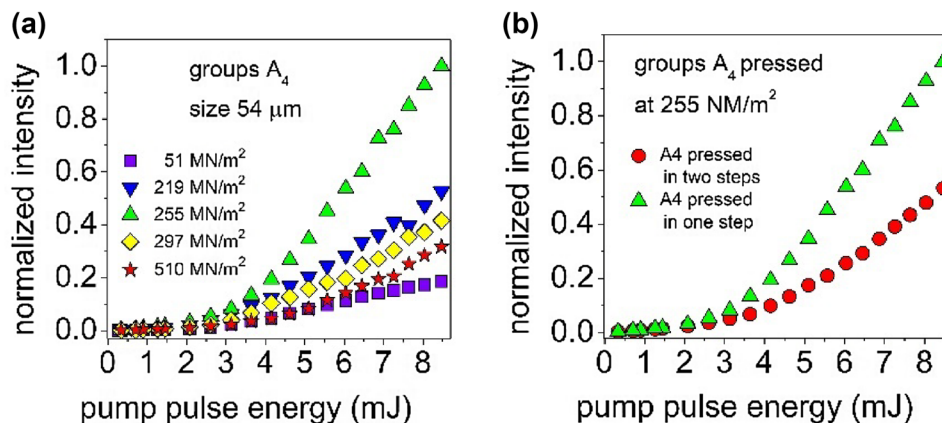 (a)
groups A₄
size 54 μm
51 MN/m²
219 MN/m²
255 MN/m²
297 MN/m²
510 MN/m²
normalized intensity
1.0
0.8
0.6
0.4
0.2
0.0
0 1 2 3 4 5 6 7 8
pump pulse energy (mJ)
(b)
groups A₄ pressed
at 255 NM/m²
A4 pressed
in two steps
A4 pressed
in one step
normalized intensity
1.0
0.8
0.6
0.4
0.2
0.0
0 1 2 3 4 5 6 7 8
pump pulse energy (mJ)